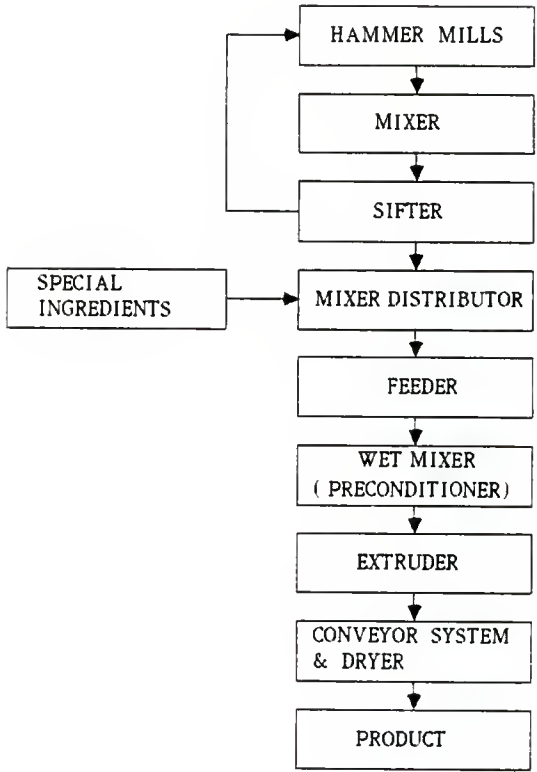 HAMMER MILLS
MIXER
SIFTER
SPECIAL
INGREDIENTS
MIXER DISTRIBUTOR
FEEDER
WET MIXER
( PRECONDITIONER)
EXTRUDER
CONVEYOR SYSTEM
& DRYER
PRODUCT